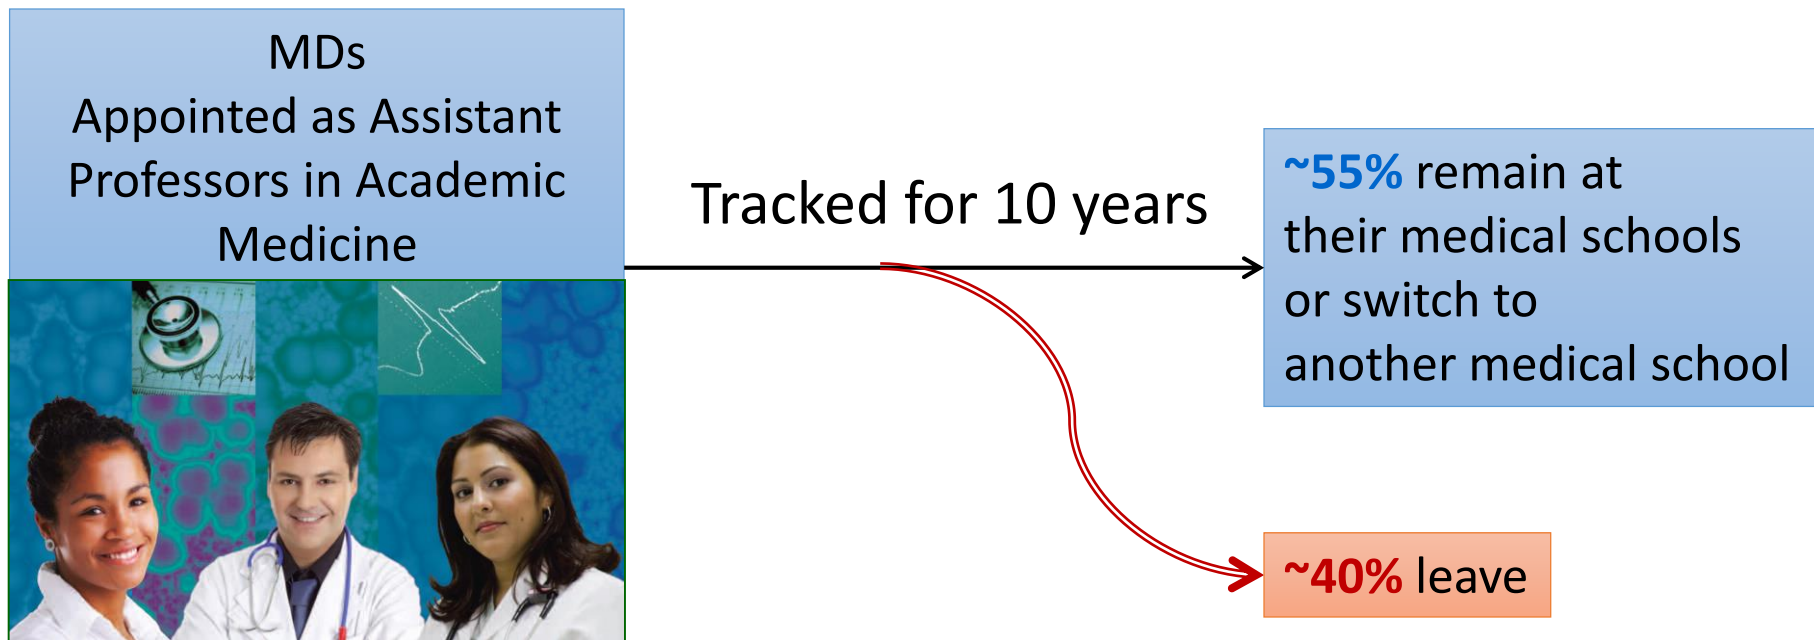 MDs
Appointed as Assistant
Professors in Academic
Medicine
Tracked for 10 years
~55% remain at
their medical schools
or switch to
another medical school
~40% leave